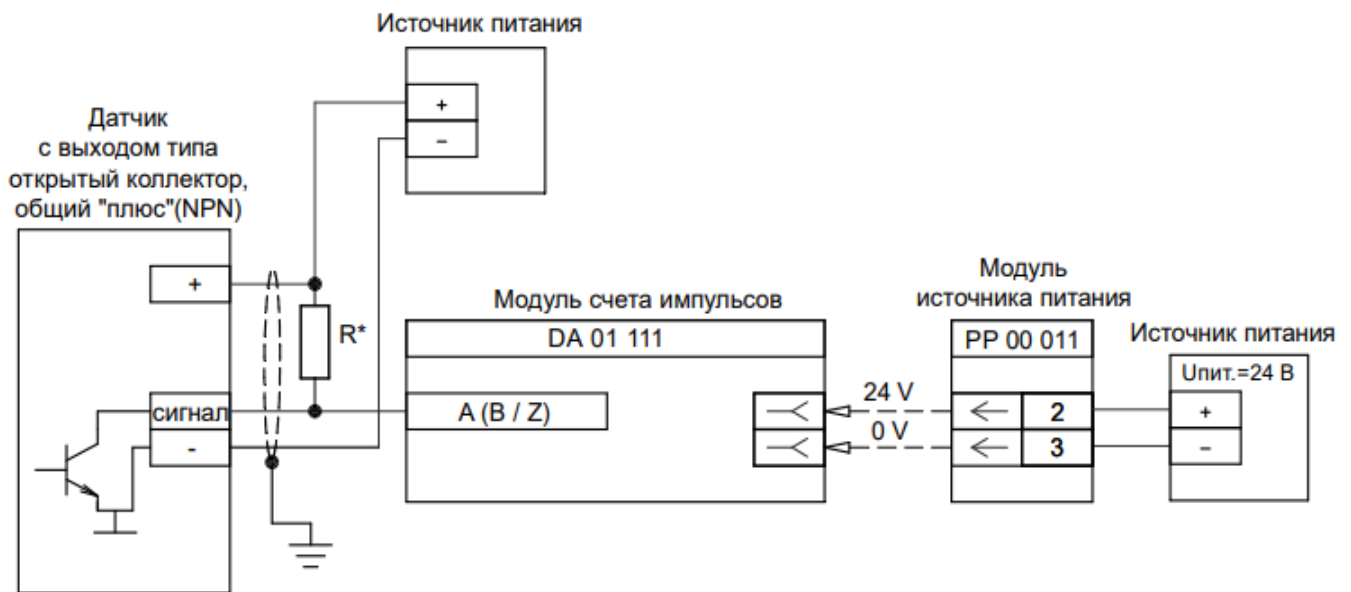 Источник питания
+
−
Датчик
с выходом типа
открытый коллектор,
общий "плюс"(NPN)
+
R*
сигнал
-
Модуль счета импульсов
DA 01 111
A (B / Z)
24 V
0 V
Модуль
источника питания
PP 00 011
2
3
Источник питания
Uпит.=24 В
+
−